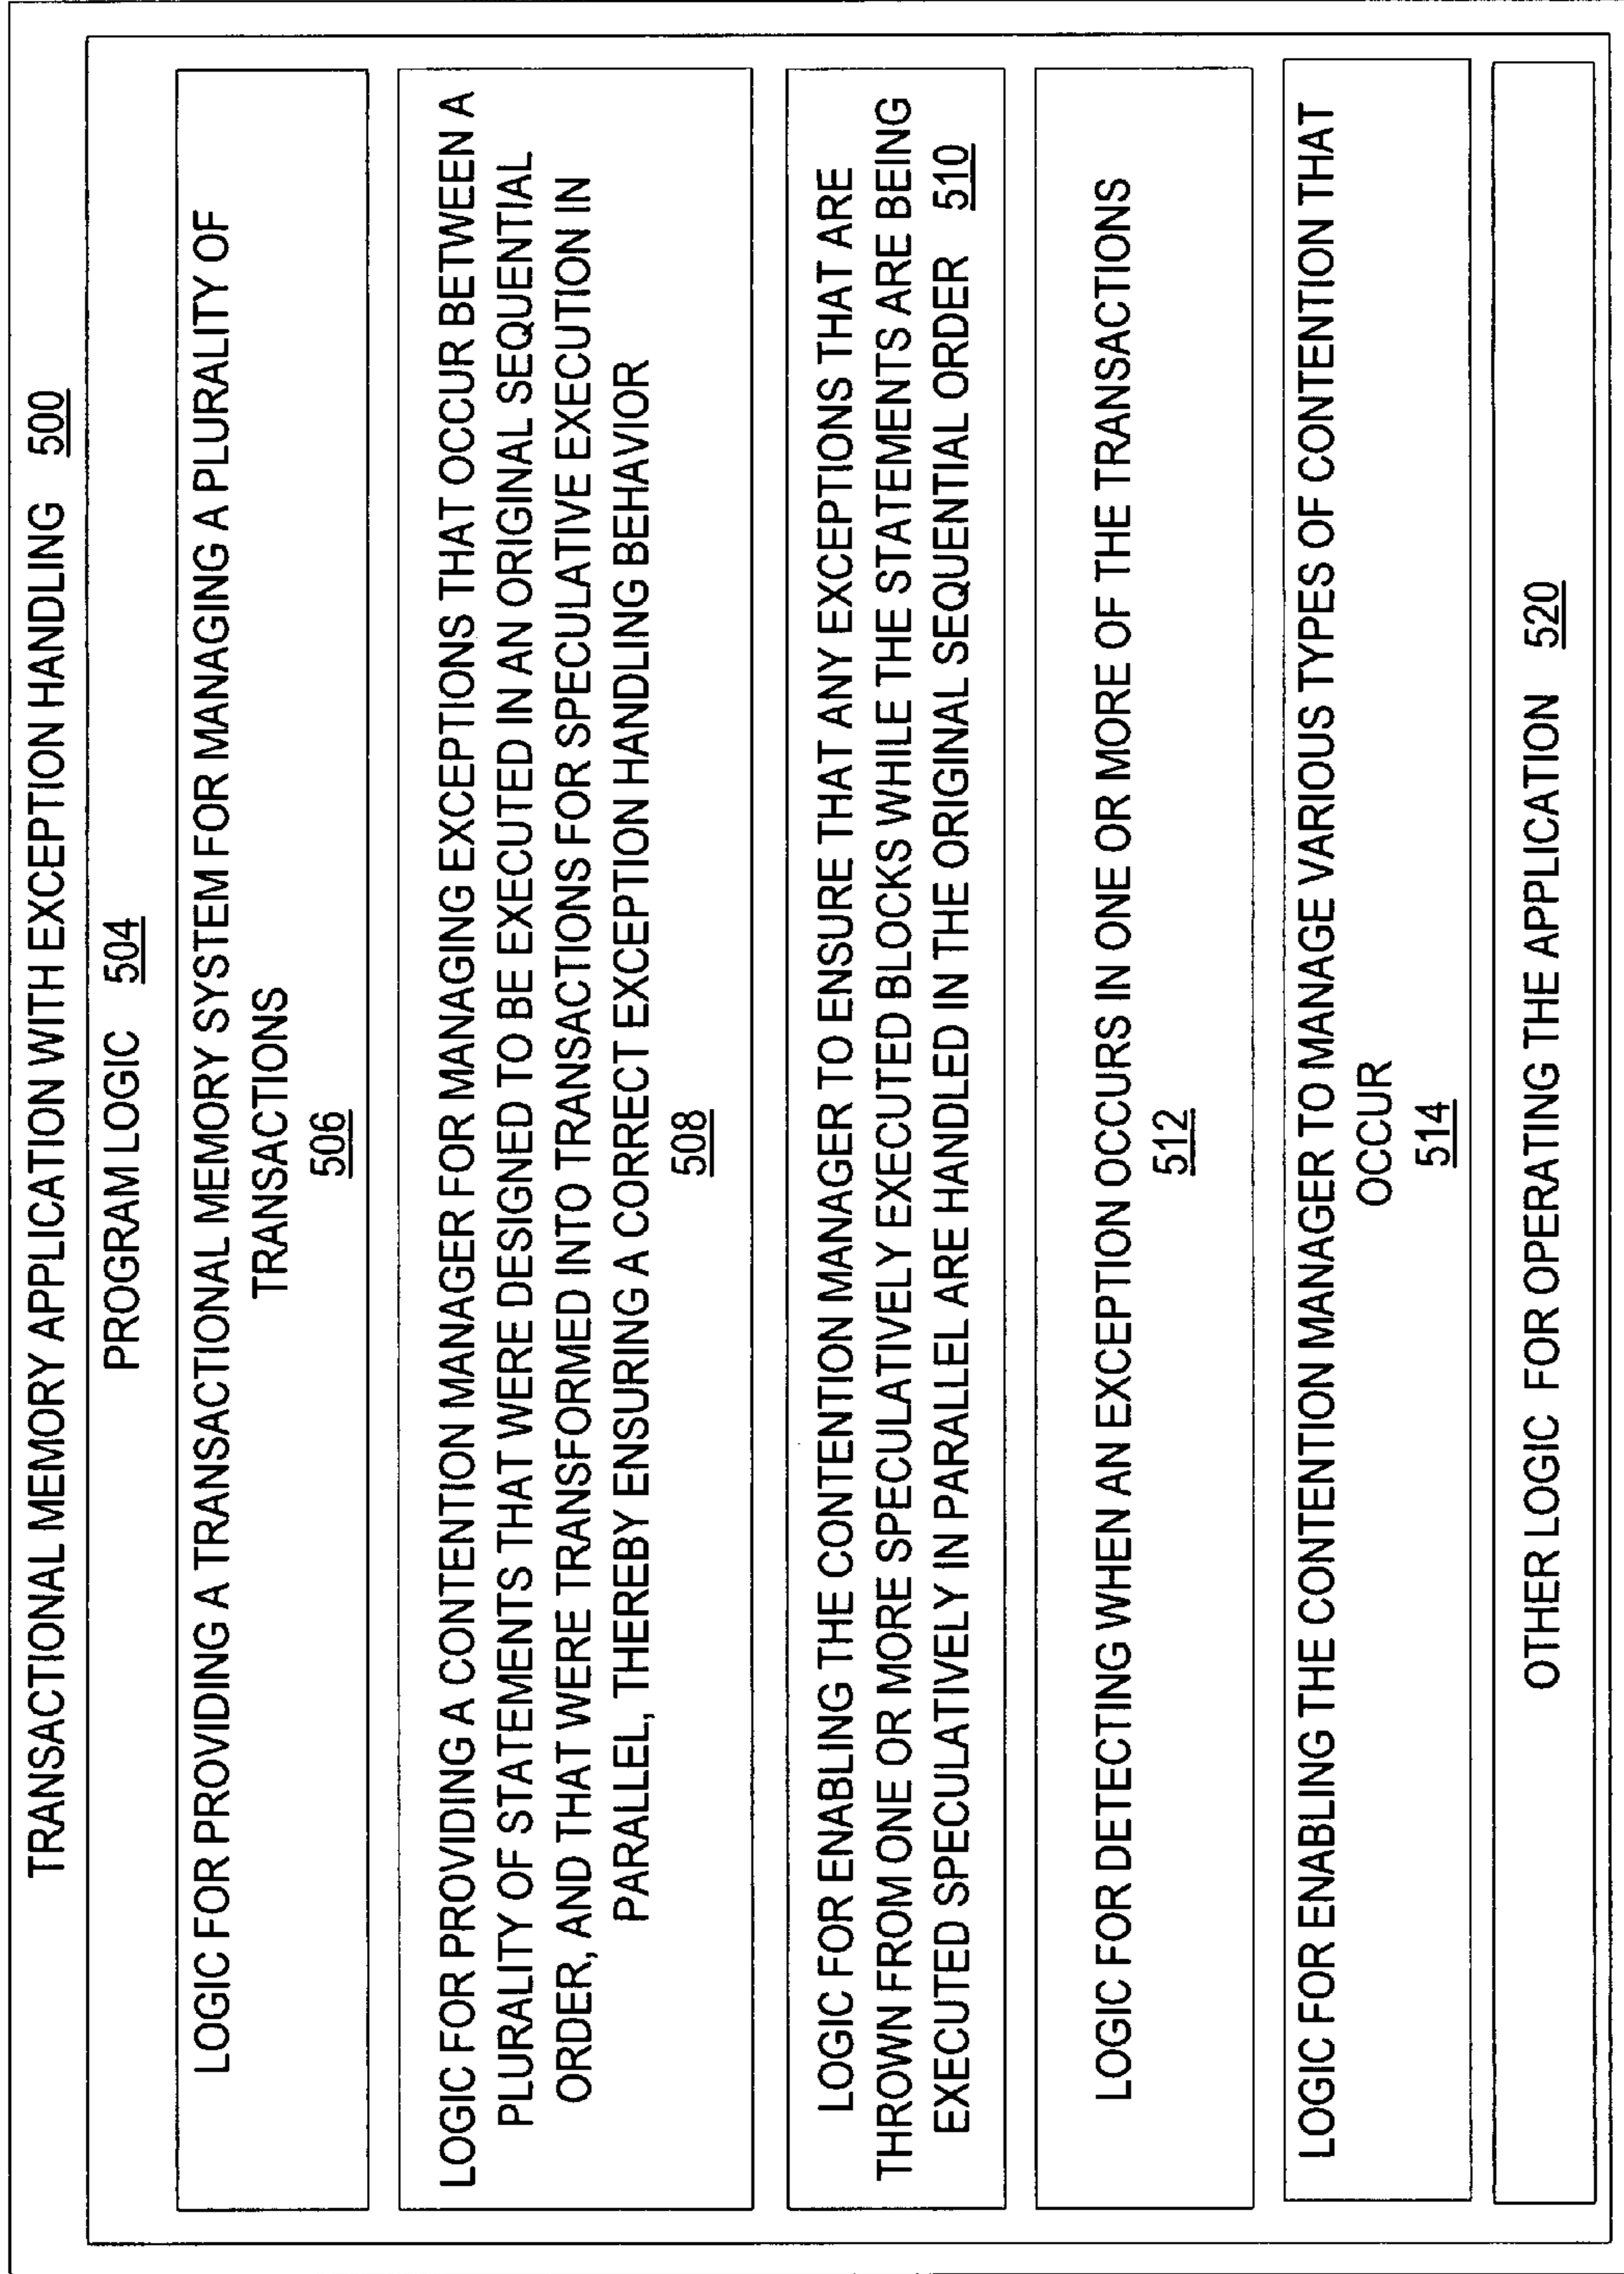 TRANSACTIONAL MEMORY APPLICATION WITH EXCEPTION HANDLING 500
PROGRAM LOGIC 504
LOGIC FOR PROVIDING A TRANSACTIONAL MEMORY SYSTEM FOR MANAGING A PLURALITY OF
TRANSACTIONS
506
LOGIC FOR PROVIDING A CONTENTION MANAGER FOR MANAGING EXCEPTIONS THAT OCCUR BETWEEN A
PLURALITY OF STATEMENTS THAT WERE DESIGNED TO BE EXECUTED IN AN ORIGINAL SEQUENTIAL
ORDER, AND THAT WERE TRANSFORMED INTO TRANSACTIONS FOR SPECULATIVE EXECUTION IN
PARALLEL, THEREBY ENSURING A CORRECT EXCEPTION HANDLING BEHAVIOR
508
LOGIC FOR ENABLING THE CONTENTION MANAGER TO ENSURE THAT ANY EXCEPTIONS THAT ARE
THROWN FROM ONE OR MORE SPECULATIVELY EXECUTED BLOCKS WHILE THE STATEMENTS ARE BEING
EXECUTED SPECULATIVELY IN PARALLEL ARE HANDLED IN THE ORIGINAL SEQUENTIAL ORDER 510
LOGIC FOR DETECTING WHEN AN EXCEPTION OCCURS IN ONE OR MORE OF THE TRANSACTIONS
512
LOGIC FOR ENABLING THE CONTENTION MANAGER TO MANAGE VARIOUS TYPES OF CONTENTION THAT
OCCUR
514
OTHER LOGIC FOR OPERATING THE APPLICATION 520